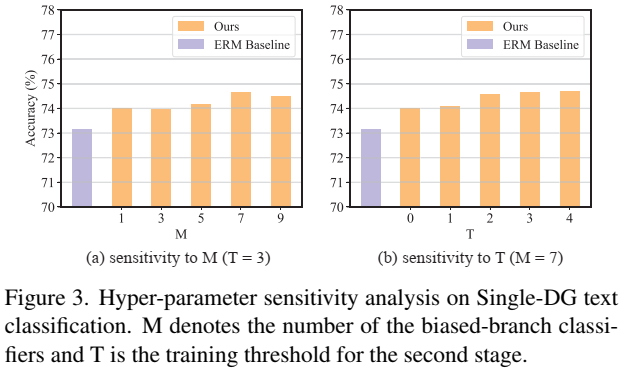 78
77
76
75
74
73
72
71
70
Accuracy (%)
Ours
ERM Baseline
1 3 5 7 9
M
(a) sensitivity to M (T = 3)
78
77
76
75
74
73
72
71
70
Ours
ERM Baseline
0 1 2 3 4
T
(b) sensitivity to T (M = 7)
Figure 3. Hyper-parameter sensitivity analysis on Single-DG text
classification. M denotes the number of the biased-branch classi-
fiers and T is the training threshold for the second stage.